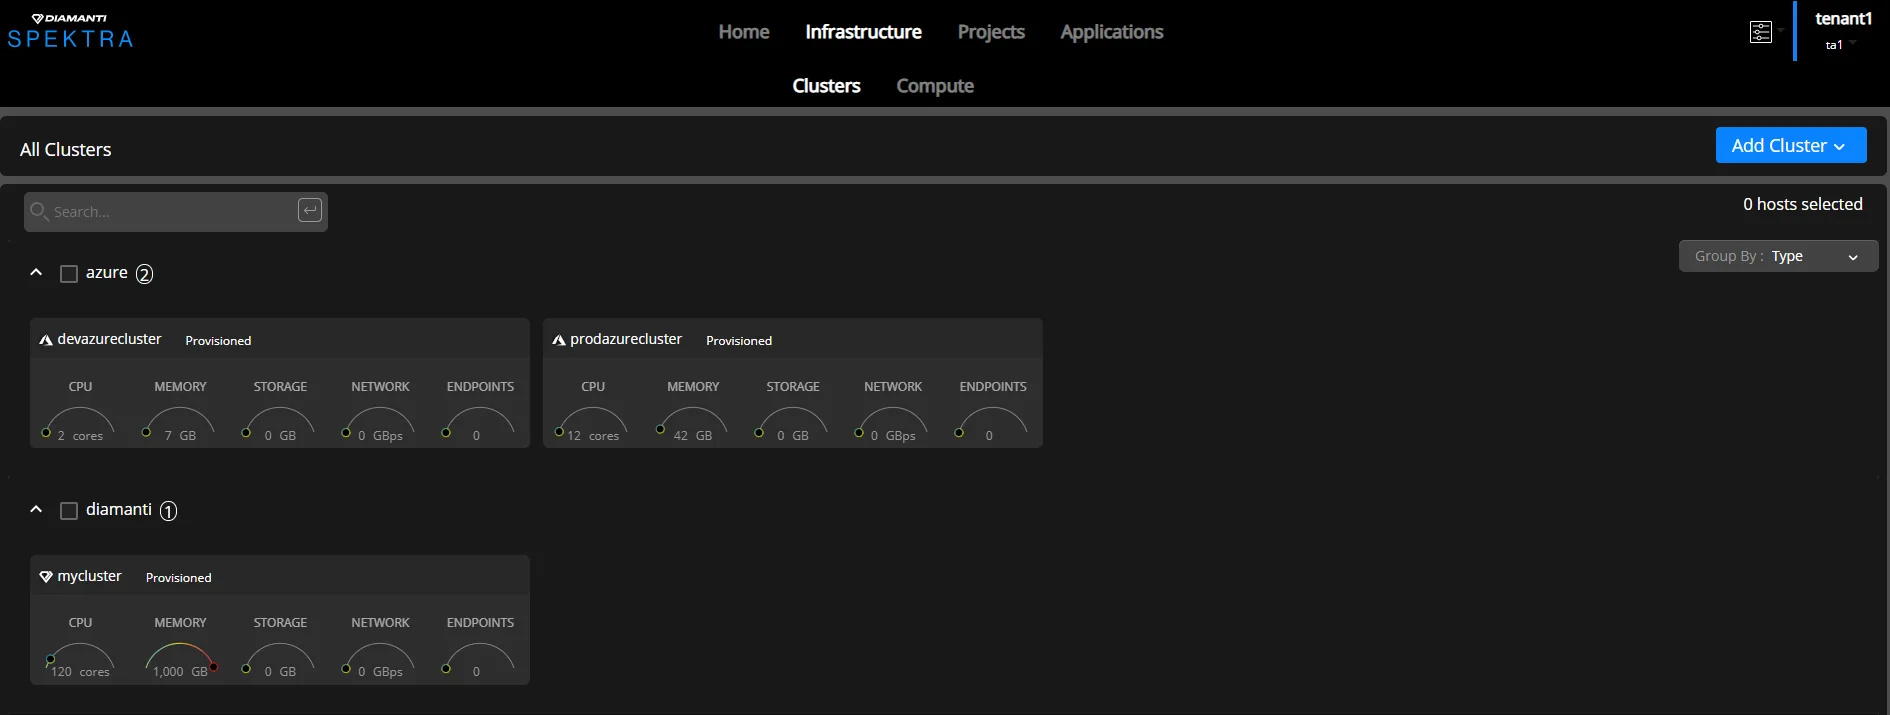 DIAMANTI
SPEKTRA
Home Infrastructure Projects Applications
tenant1
ta1
Clusters Compute
All Clusters
Add Cluster
Search...
0 hosts selected
Group By : Type
azure 2
devazurecluster Provisioned
CPU MEMORY STORAGE NETWORK ENDPOINTS
2 cores 7 GB 0 GB 0 GBps 0
prodazurecluster Provisioned
CPU MEMORY STORAGE NETWORK ENDPOINTS
12 cores 42 GB 0 GB 0 GBps 0
diamanti 1
mycluster Provisioned
CPU MEMORY STORAGE NETWORK ENDPOINTS
120 cores 1,000 GB 0 GB 0 GBps 0